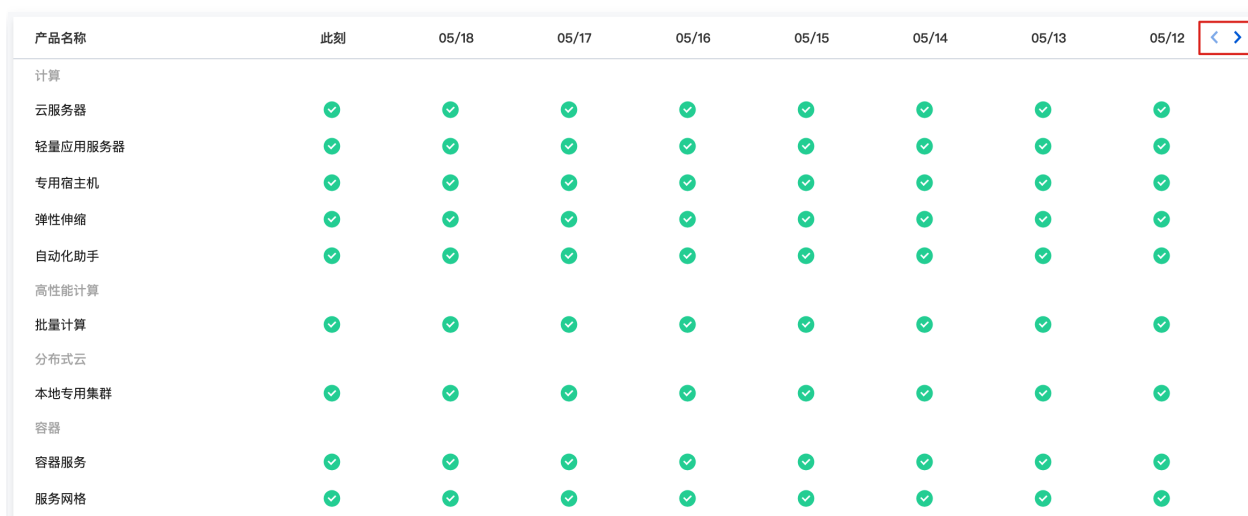 产品名称 此刻 05/18 05/17 05/16 05/15 05/14 05/13 05/12
计算
云服务器
轻量应用服务器
专用宿主机
弹性伸缩
自动化助手
高性能计算
批量计算
分布式云
本地专用集群
容器
容器服务
服务网格